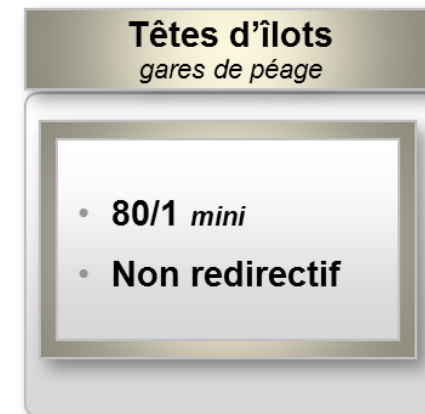 Têtes d’îlots
gares de péage
• 80/1 mini
• Non redirectif